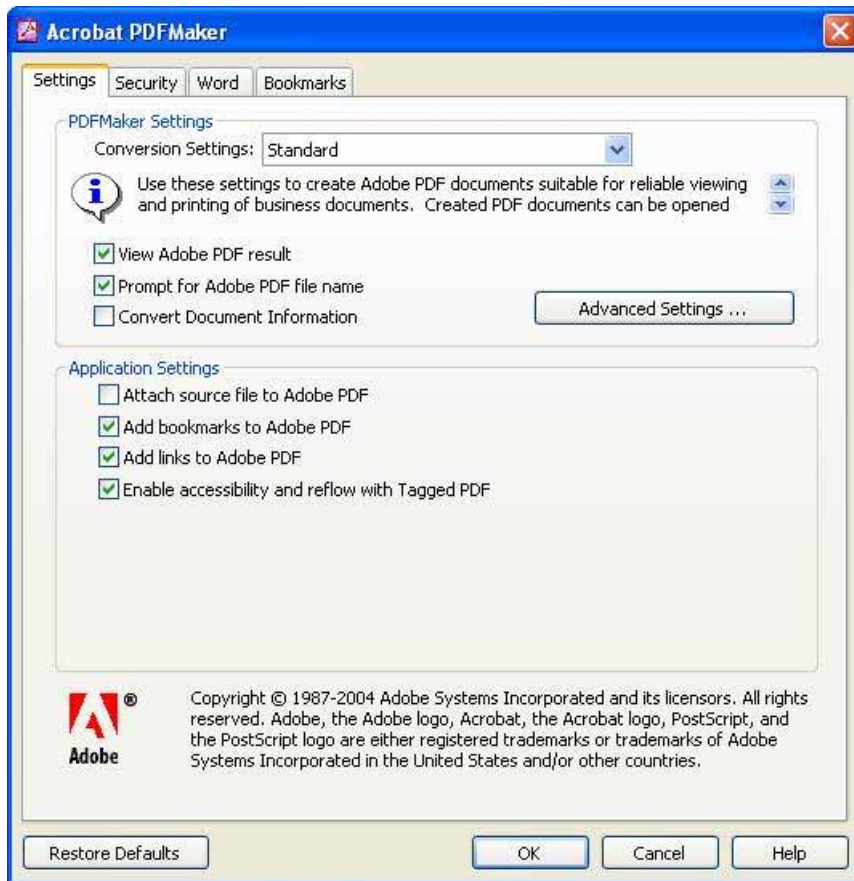 Acrobat PDFMaker
Settings Security Word Bookmarks
PDFMaker Settings
Conversion Settings: Standard
Use these settings to create Adobe PDF documents suitable for reliable viewing
and printing of business documents. Created PDF documents can be opened
View Adobe PDF result
Prompt for Adobe PDF file name
Convert Document Information
Advanced Settings ...
Application Settings
Attach source file to Adobe PDF
Add bookmarks to Adobe PDF
Add links to Adobe PDF
Enable accessibility and reflow with Tagged PDF
®
Adobe
Copyright © 1987-2004 Adobe Systems Incorporated and its licensors. All rights
reserved. Adobe, the Adobe logo, Acrobat, the Acrobat logo, PostScript, and
the PostScript logo are either registered trademarks or trademarks of Adobe
Systems Incorporated in the United States and/or other countries.
Restore Defaults OK Cancel Help